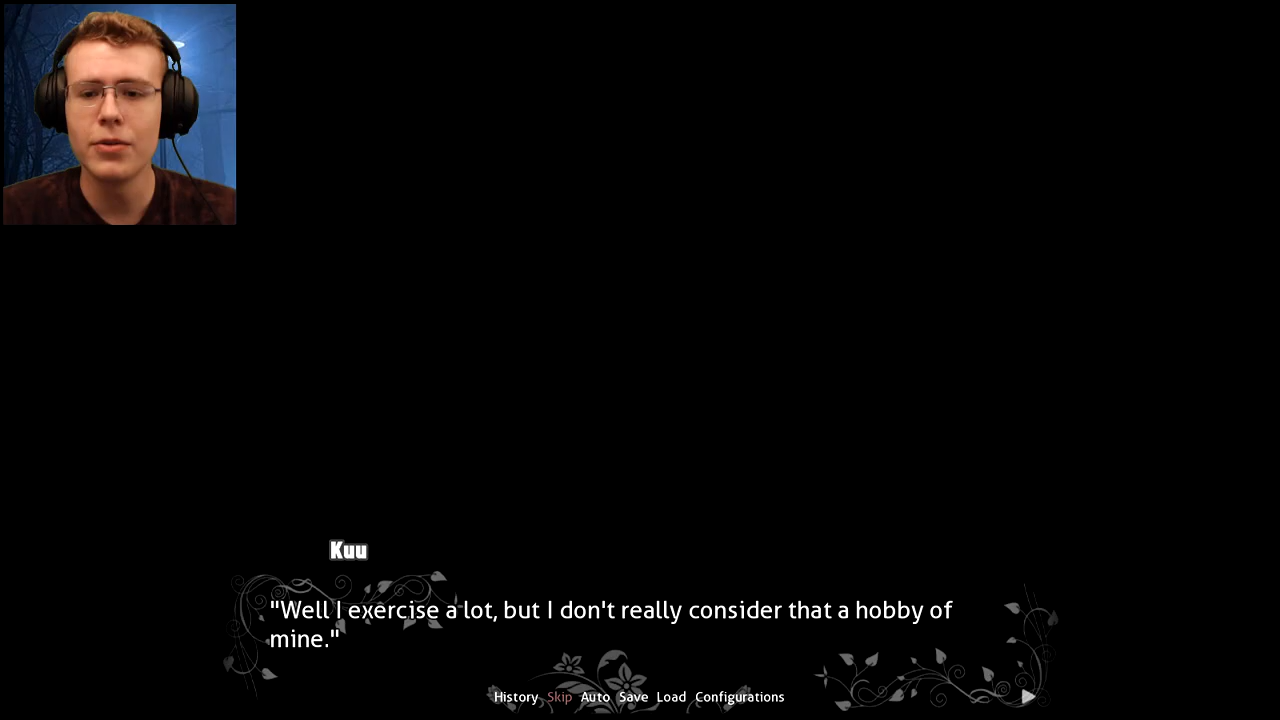 Kuu
"Well I exercise a lot, but I don't really consider that a hobby of
mine."
History Skip Auto Save Load Configurations